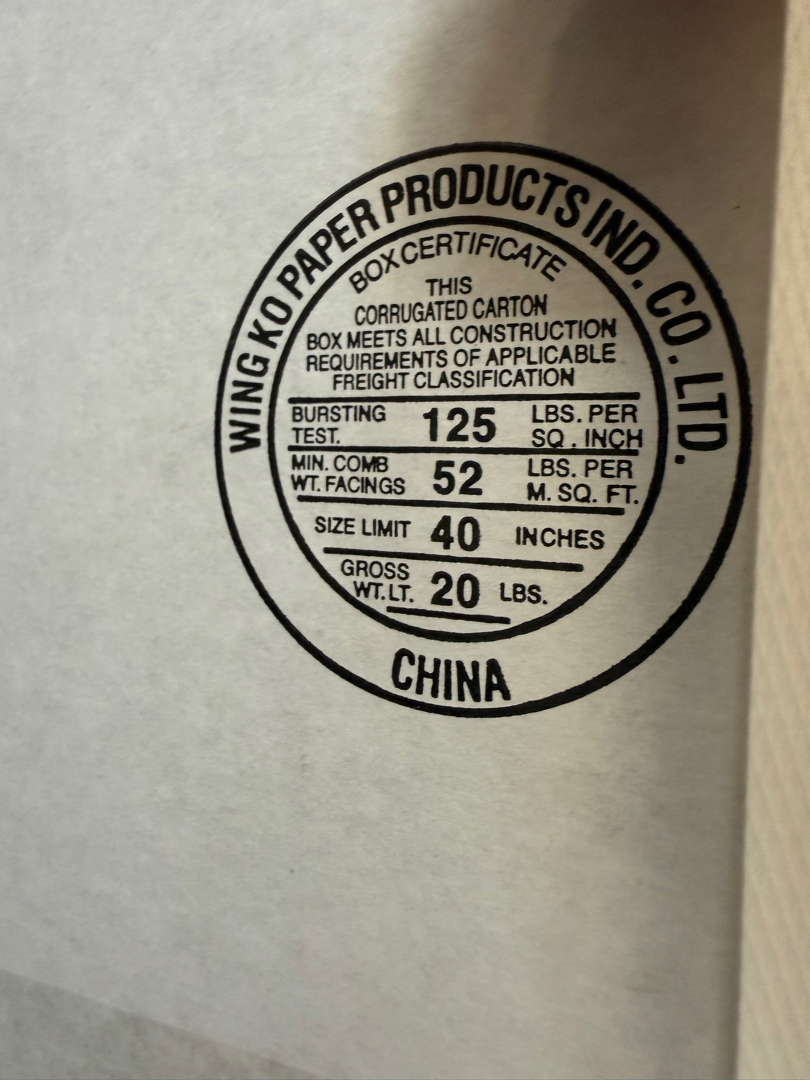 WING KO PAPER PRODUCTS IND. CO. LTD.
BOX CERTIFICATE
THIS
CORRUGATED CARTON
BOX MEETS ALL CONSTRUCTION
REQUIREMENTS OF APPLICABLE
FREIGHT CLASSIFICATION
BURSTING TEST. 125 LBS. PER SQ. INCH
MIN. COMB WT. FACINGS 52 LBS. PER M. SQ. FT.
SIZE LIMIT 40 INCHES
GROSS WT. LT. 20 LBS.
CHINA